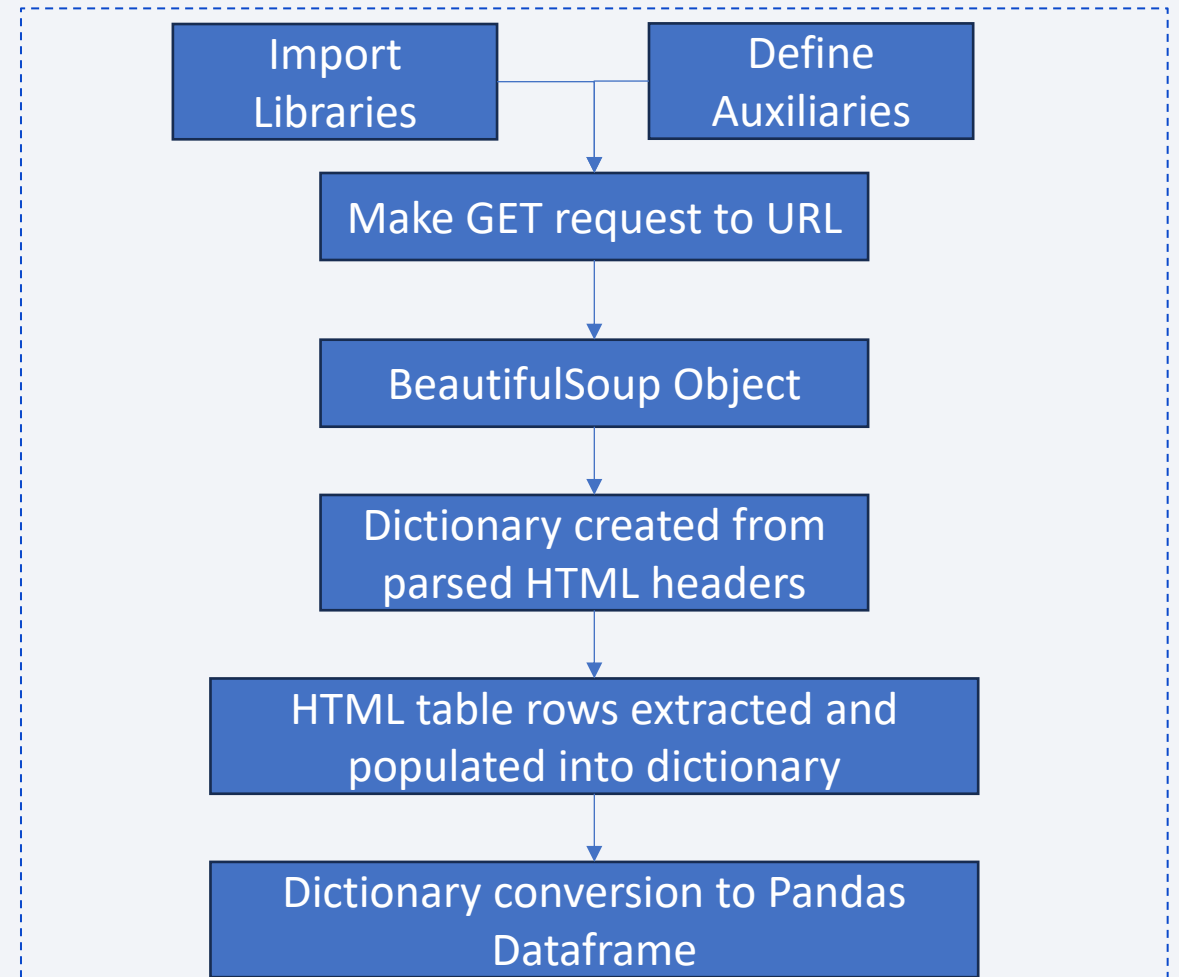 Import
Libraries
Define
Auxiliaries
Make GET request to URL
BeautifulSoup Object
Dictionary created from
parsed HTML headers
HTML table rows extracted and
populated into dictionary
Dictionary conversion to Pandas
Dataframe